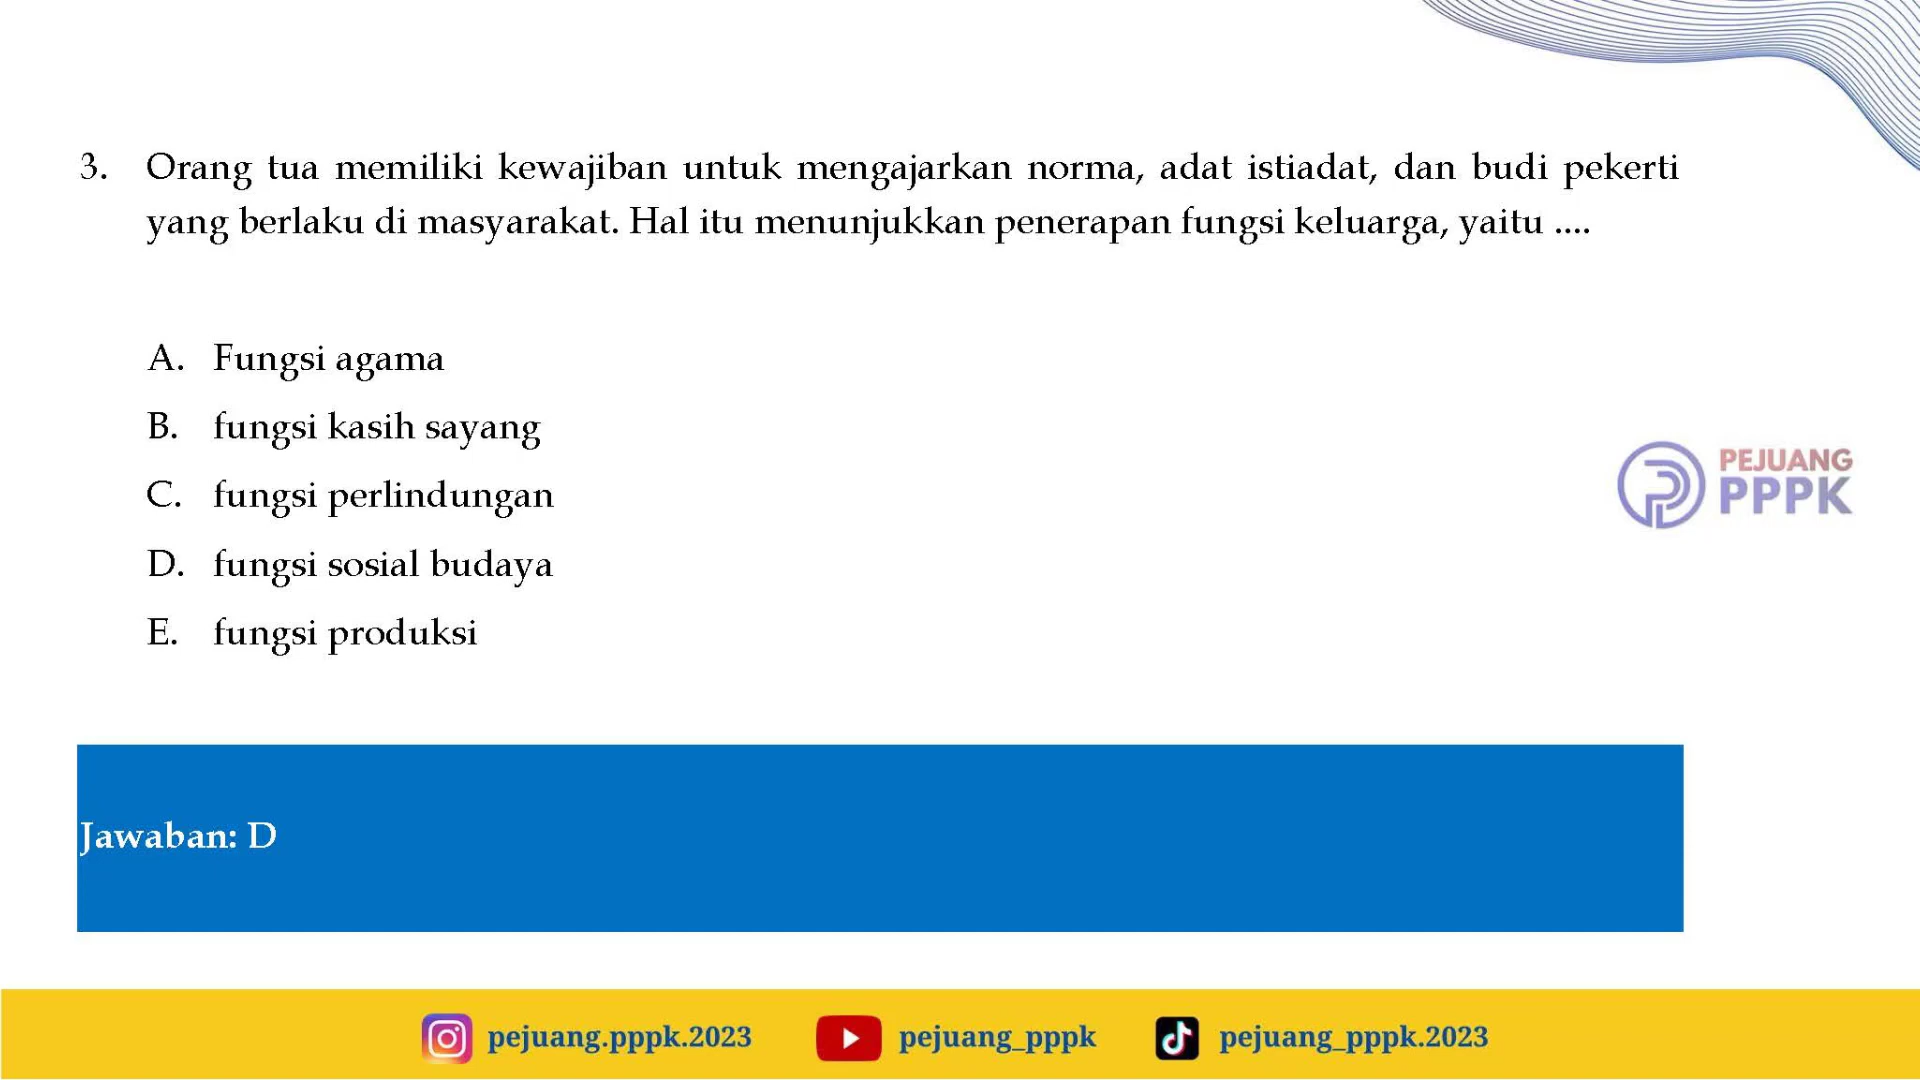 3. Orang tua memiliki kewajiban untuk mengajarkan norma, adat istiadat, dan budi pekerti
yang berlaku di masyarakat. Hal itu menunjukkan penerapan fungsi keluarga, yaitu ....
A. Fungsi agama
B. fungsi kasih sayang
C. fungsi perlindungan
D. fungsi sosial budaya
E. fungsi produksi
PEJUANG
PPPK
Jawaban: D
pejuang.pppk.2023 pejuang_pppk pejuang_pppk.2023